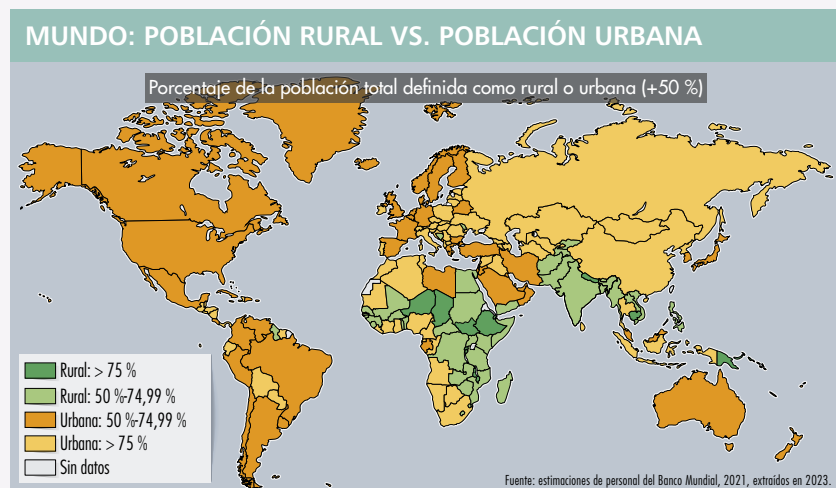 MUNDO: POBLACIÓN RURAL VS. POBLACIÓN URBANA
Porcentaje de la población total definida como rural o urbana (+50 %)
Rural: > 75 %
Rural: 50 %-74,99 %
Urbana: 50 %-74,99 %
Urbana: > 75 %
Sin datos
Fuente: estimaciones de personal del Banco Mundial, 2021, extraídos en 2023.